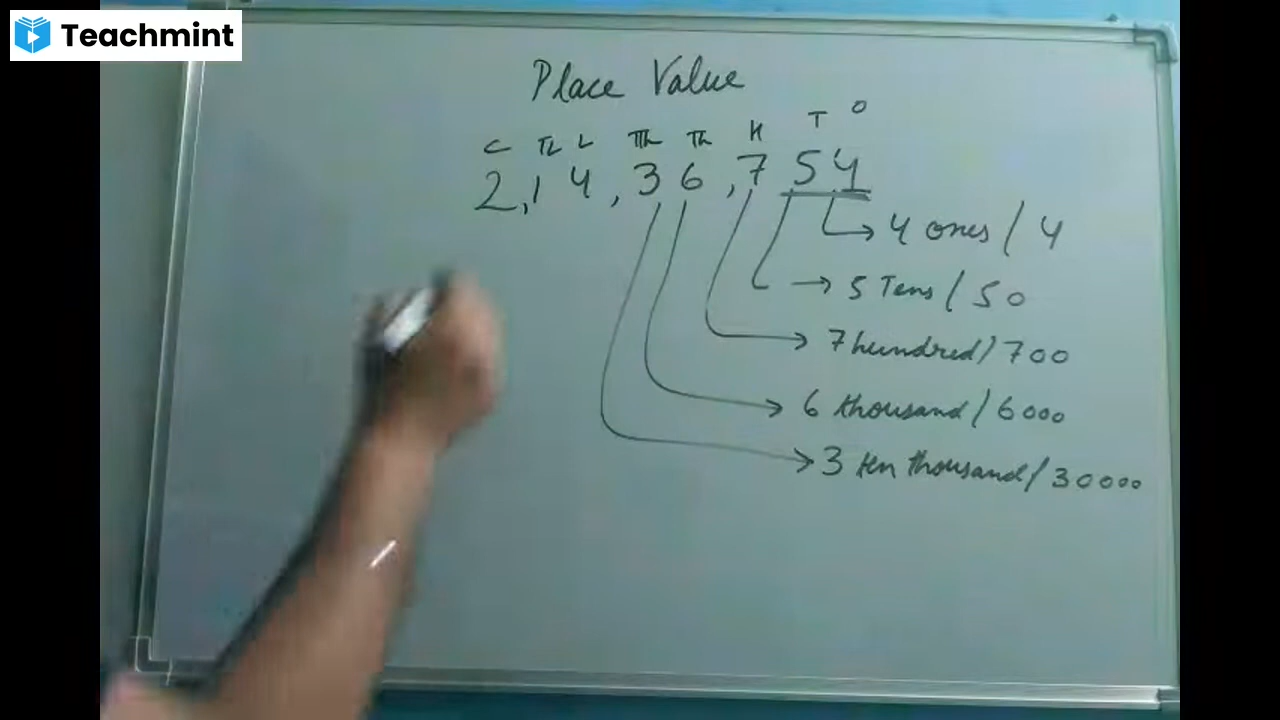 Teachmint
Place Value
C TL L TTh Th H T O
2,14,36,754
4 ones / 4
5 Tens / 50
7 hundred / 700
6 thousand / 6000
3 ten thousand / 30000